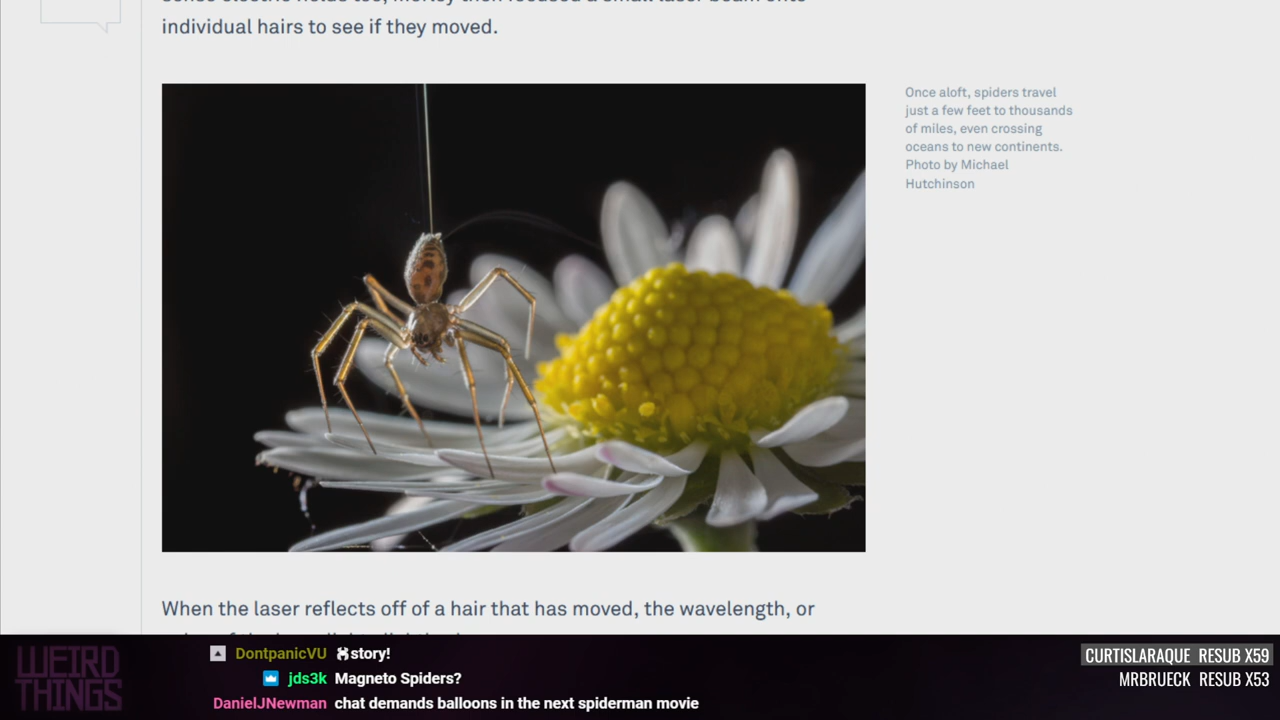 individual hairs to see if they moved.
Once aloft, spiders travel
just a few feet to thousands
of miles, even crossing
oceans to new continents.
Photo by Michael
Hutchinson
When the laser reflects off of a hair that has moved, the wavelength, or
WEIRD
THINGS
DontpanicVU story!
jds3k Magneto Spiders?
DanielJNewman chat demands balloons in the next spiderman movie
CURTISLARAQUE RESUB X59
MRBRUECK RESUB X53